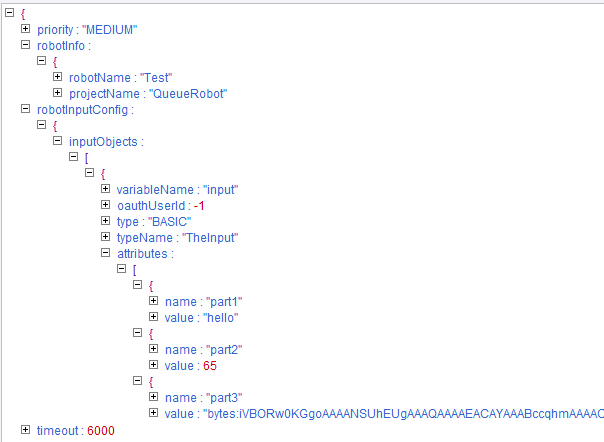 {
priority : "MEDIUM"
robotInfo :
{
robotName : "Test"
projectName : "QueueRobot"
robotInputConfig :
{
inputObjects :
[
{
variableName : "input"
oauthUserId : -1
type : "BASIC"
typeName : "TheInput"
attributes :
[
{
name : "part1"
value : "hello"
{
name : "part2"
value : 65
{
name : "part3"
value : "bytes:iVBORw0KGgoAAAANSUhEUgAAAQAAAAEACAYAAABccqhmAAAAC
timeout : 6000